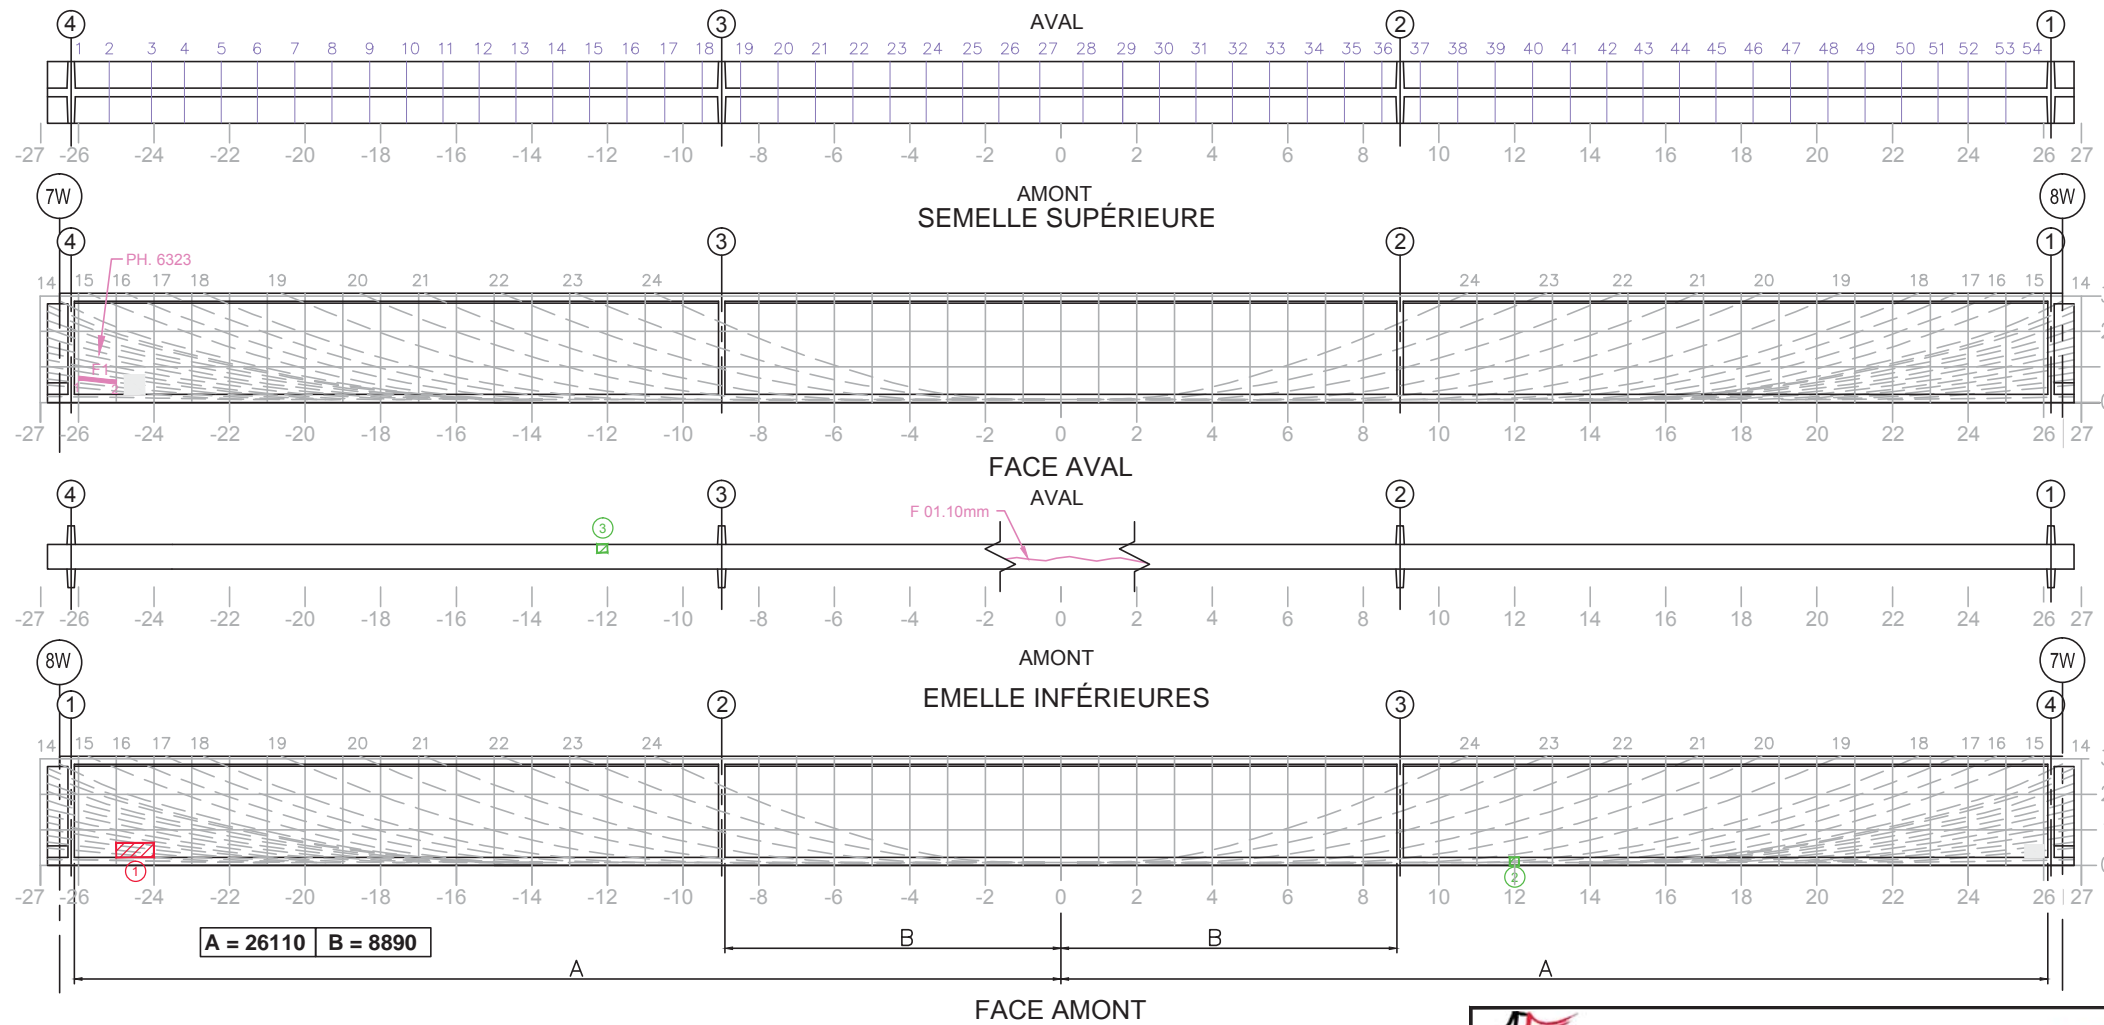 4 3 AVAL 2 1
1 2 3 4 5 6 7 8 9 10 11 12 13 14 15 16 17 18 19 20 21 22 23 24 25 26 27 28 29 30 31 32 33 34 35 36 37 38 39 40 41 42 43 44 45 46 47 48 49 50 51 52 53 54
-27 -26 -24 -22 -20 -18 -16 -14 -12 -10 -8 -6 -4 -2 0 2 4 6 8 10 12 14 16 18 20 22 24 26 27
7W AMONT 8W
SEMELLE SUPÉRIEURE
4 3 2 1
PH. 6323
14 15 16 17 18 19 20 21 22 23 24 24 23 22 21 20 19 18 17 16 15 14
F1
-27 -26 -24 -22 -20 -18 -16 -14 -12 -10 -8 -6 -4 -2 0 2 4 6 8 10 12 14 16 18 20 22 24 26 27
FACE AVAL
4 3 AVAL 2 1
F 01.10mm
3
-27 -26 -24 -22 -20 -18 -16 -14 -12 -10 -8 -6 -4 -2 0 2 4 6 8 10 12 14 16 18 20 22 24 26 27
8W AMONT 7W
EMELLE INFÉRIEURES
1 2 3 4
14 15 16 17 18 19 20 21 22 23 24 24 23 22 21 20 19 18 17 16 15 14
1 2
-27 -26 -24 -22 -20 -18 -16 -14 -12 -10 -8 -6 -4 -2 0 2 4 6 8 10 12 14 16 18 20 22 24 26 27
A = 26110 B = 8890
B B
A A
FACE AMONT